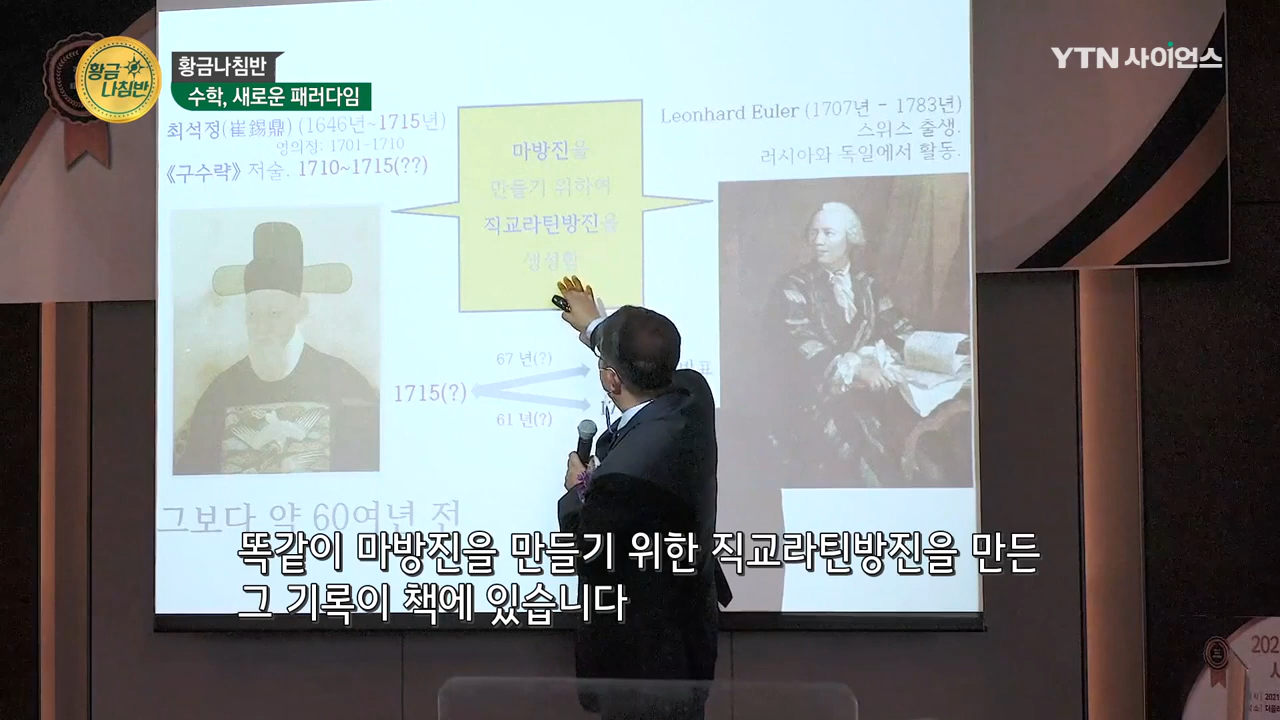 황금
나침반
황금나침반
수학, 새로운 패러다임
YTN 사이언스
최석정(崔錫鼎) (1646년~1715년)
영의정: 1701-1710
《구수략》 저술. 1710~1715(??)
마방진을
만들기 위하여
직교라틴방진을
생성함
Leonhard Euler (1707년 - 1783년)
스위스 출생.
러시아와 독일에서 활동.
67 년(?)
1715(?)
61 년(?)
발표
그보다 약 60여년 전
똑같이 마방진을 만들기 위한 직교라틴방진을 만든
그 기록이 책에 있습니다